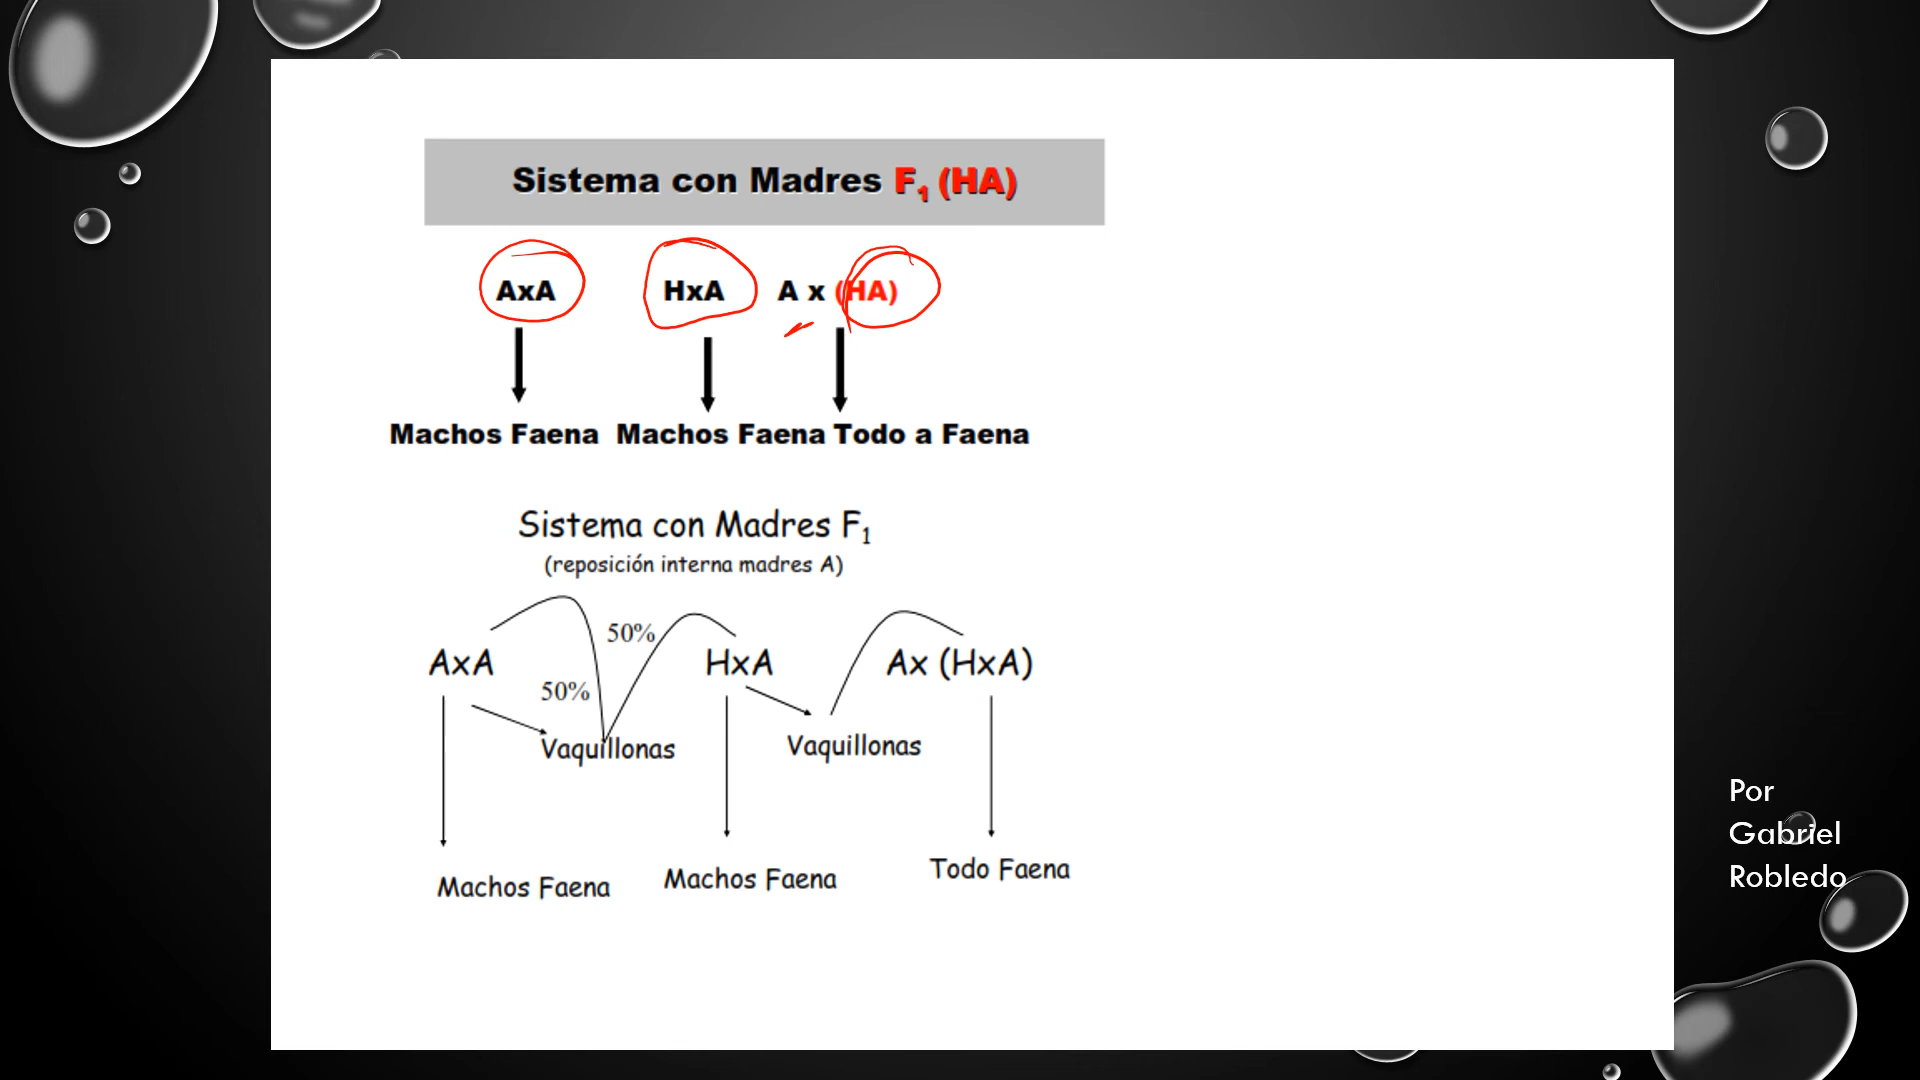 Sistema con Madres F1 (HA)
AxA HxA A x (HA)
Machos Faena Machos Faena Todo a Faena
Sistema con Madres F1
(reposición interna madres A)
50%
AxA HxA Ax (HxA)
50%
Vaquillonas Vaquillonas
Machos Faena Machos Faena Todo Faena
Por
Gabriel
Robledo